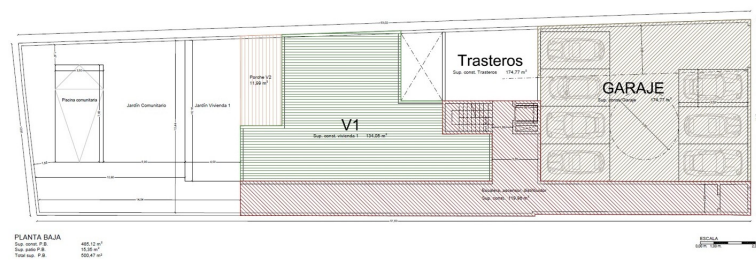 Trasteros
Sup. const. Trasteros 174,77 m²
GARAJE
Sup. const. Garaje 174,77 m²
Porche V2
11,99 m²
Piscina comunitaria
Jardín Comunitario
Jardín Vivienda 1
V1
Sup. const. vivienda 1 134,05 m²
Escalera, ascensor, distribuidor
Sup. const. 119,98 m²
PLANTA BAJA
Sup. const. P.B. 485,12 m²
Sup. patio P.B. 15,35 m²
Total sup. P.B. 500,47 m²
ESCALA